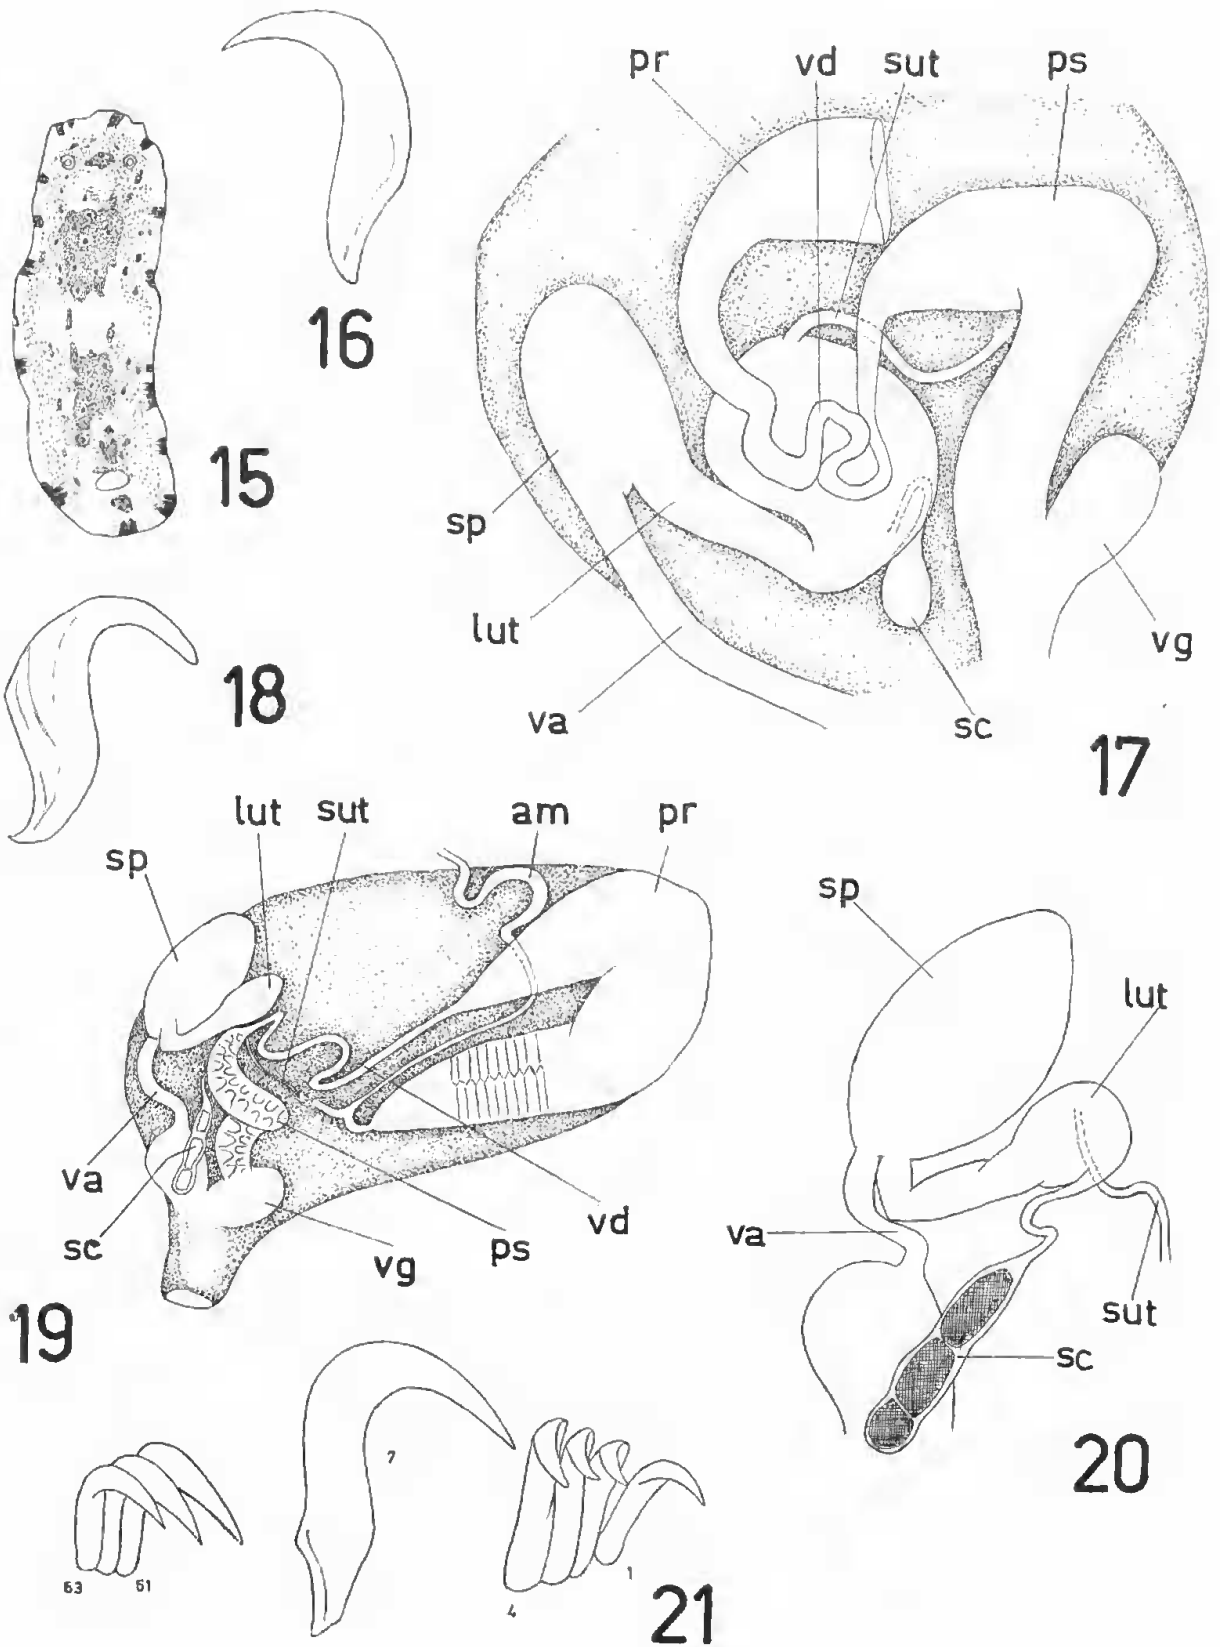 16
15
pr vd sut ps
sp
lut
va
sc
vg
17
18
lut sut am pr
sp
va
sc
vg
ps
vd
19
sp
lut
va
sut
sc
20
63 61
7
4
1
21